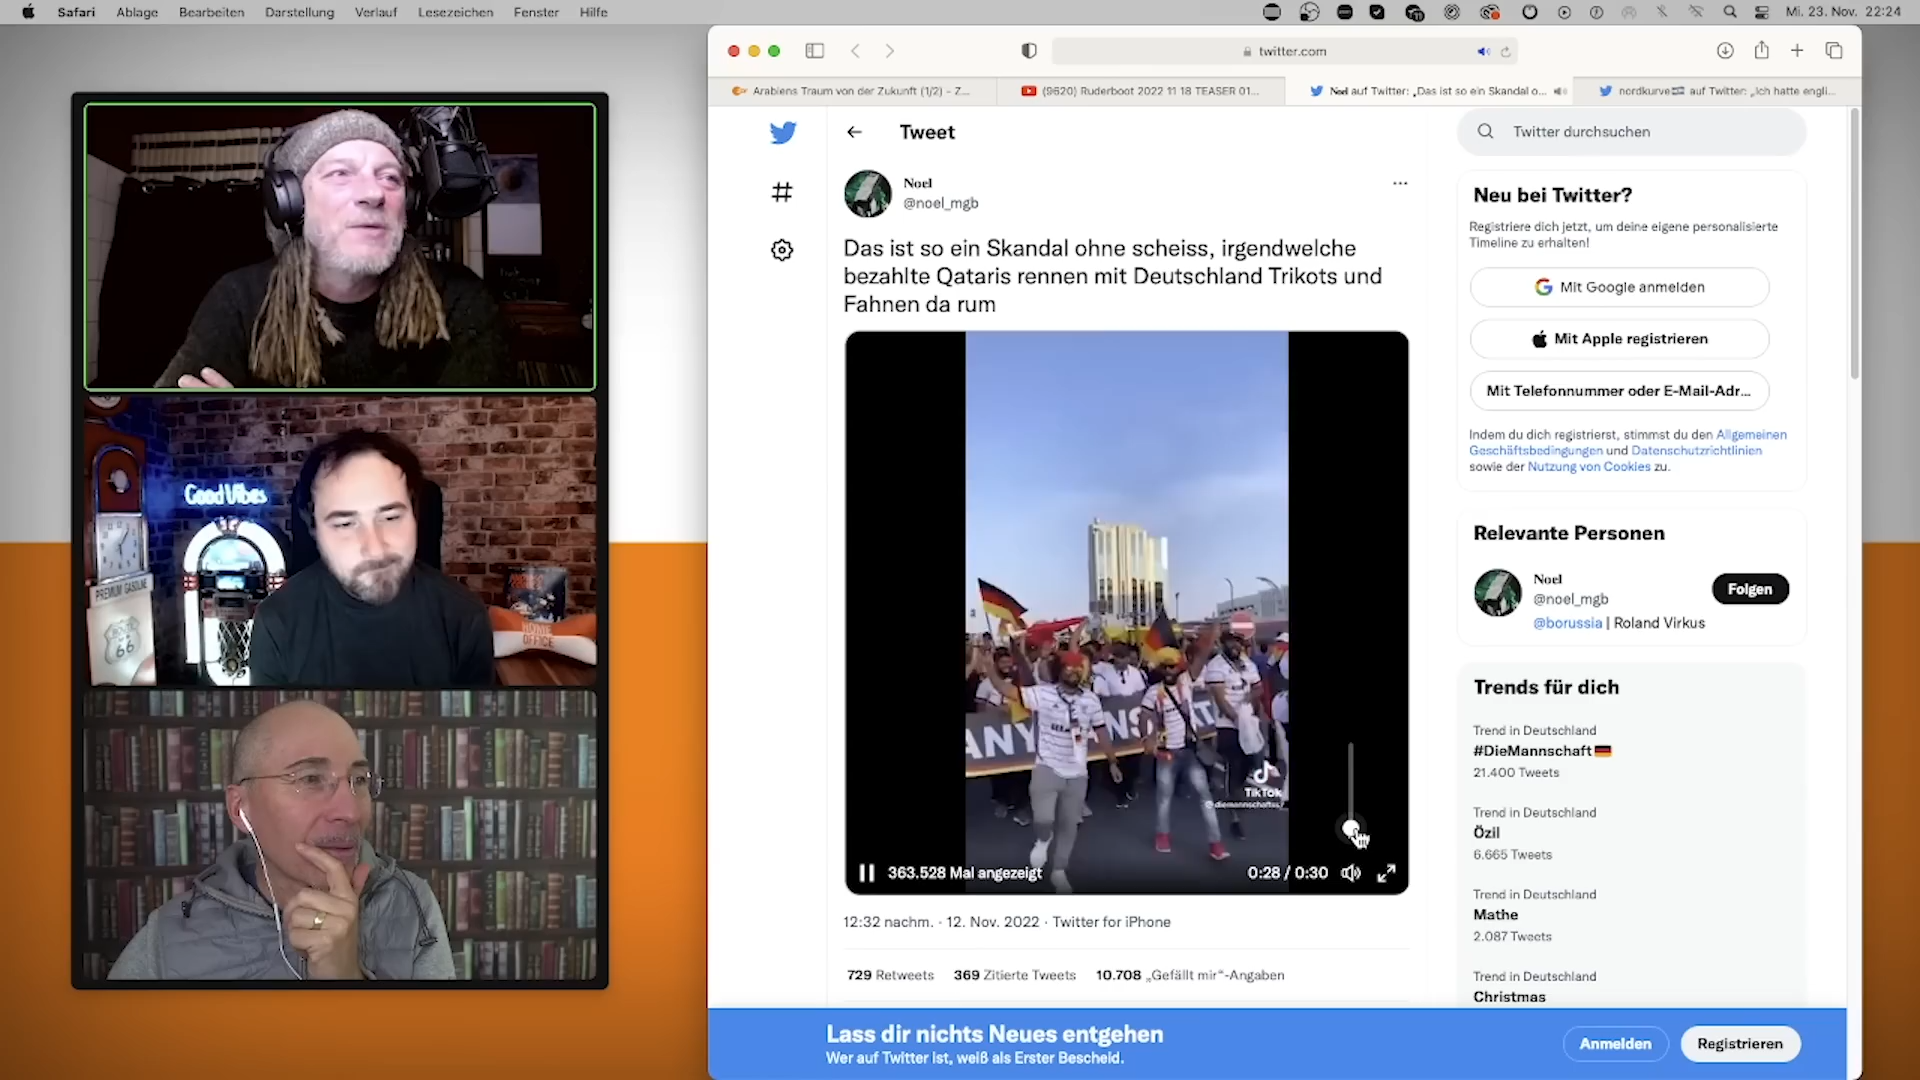 Safari Ablage Bearbeiten Darstellung Verlauf Lesezeichen Fenster Hilfe
Mi. 23. Nov. 22:24
twitter.com
Arabiens Traum von der Zukunft (1/2) - Z...
(9620) Ruderboot 2022 11 18 TEASER 01...
Noel auf Twitter: „Das ist so ein Skandal o...
nordkurve auf Twitter: „Ich hatte engli...
Tweet
Noel
@noel_mgb
Das ist so ein Skandal ohne scheiss, irgendwelche
bezahlte Qataris rennen mit Deutschland Trikots und
Fahnen da rum
TikTok
363.528 Mal angezeigt
0:28 / 0:30
12:32 nachm. · 12. Nov. 2022 · Twitter for iPhone
729 Retweets 369 Zitierte Tweets 10.708 „Gefällt mir“-Angaben
Twitter durchsuchen
Neu bei Twitter?
Registriere dich jetzt, um deine eigene personalisierte
Timeline zu erhalten!
Mit Google anmelden
Mit Apple registrieren
Mit Telefonnummer oder E-Mail-Adr...
Indem du dich registrierst, stimmst du den Allgemeinen
Geschäftsbedingungen und Datenschutzrichtlinien
sowie der Nutzung von Cookies zu.
Relevante Personen
Noel
@noel_mgb
Folgen
@borussia | Roland Virkus
Trends für dich
Trend in Deutschland
#DieMannschaft
21.400 Tweets
Trend in Deutschland
Özil
6.665 Tweets
Trend in Deutschland
Mathe
2.087 Tweets
Trend in Deutschland
Christmas
Lass dir nichts Neues entgehen
Wer auf Twitter ist, weiß als Erster Bescheid.
Anmelden
Registrieren
Good Vibes
PREMIUM GASOLINE
ROUTE
66
HOME
OFFICE